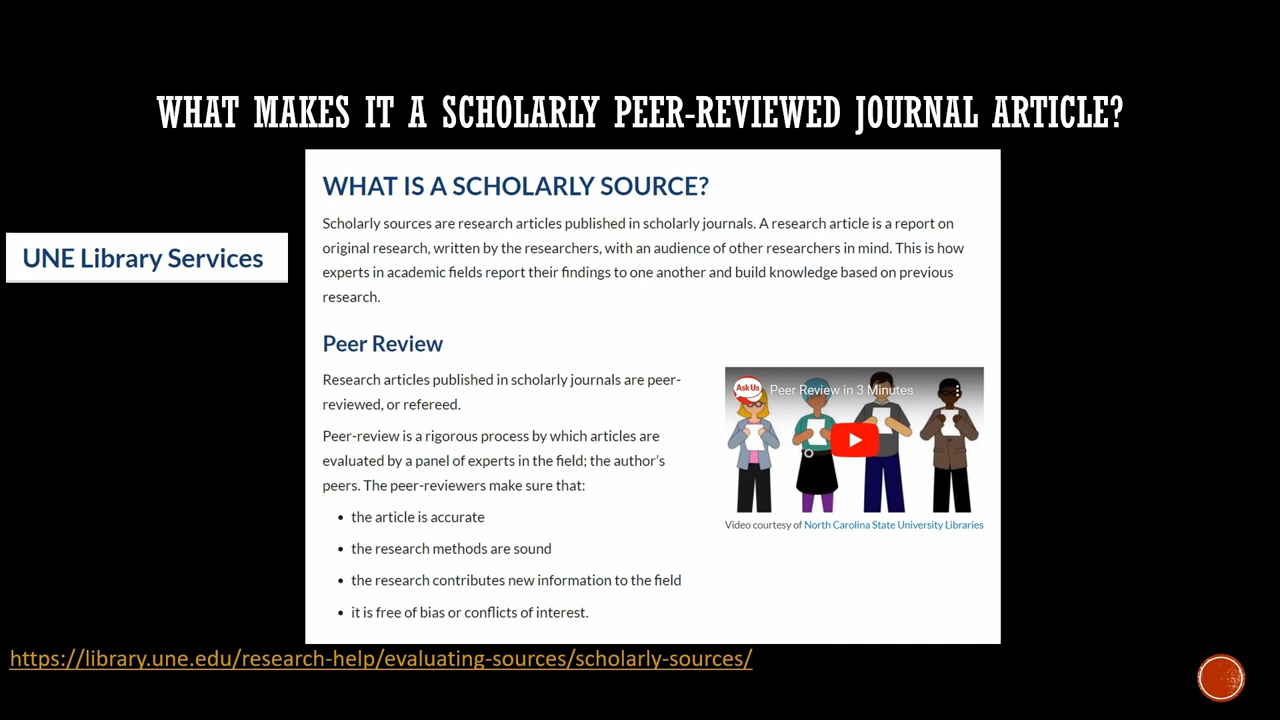 WHAT MAKES IT A SCHOLARLY PEER-REVIEWED JOURNAL ARTICLE?
UNE Library Services
WHAT IS A SCHOLARLY SOURCE?
Scholarly sources are research articles published in scholarly journals. A research article is a report on
original research, written by the researchers, with an audience of other researchers in mind. This is how
experts in academic fields report their findings to one another and build knowledge based on previous
research.
Peer Review
Research articles published in scholarly journals are peer-
reviewed, or refereed.
Peer-review is a rigorous process by which articles are
evaluated by a panel of experts in the field; the author’s
peers. The peer-reviewers make sure that:
• the article is accurate
• the research methods are sound
• the research contributes new information to the field
• it is free of bias or conflicts of interest.
Ask Us
Peer Review in 3 Minutes
Video courtesy of North Carolina State University Libraries
https://library.une.edu/research-help/evaluating-sources/scholarly-sources/